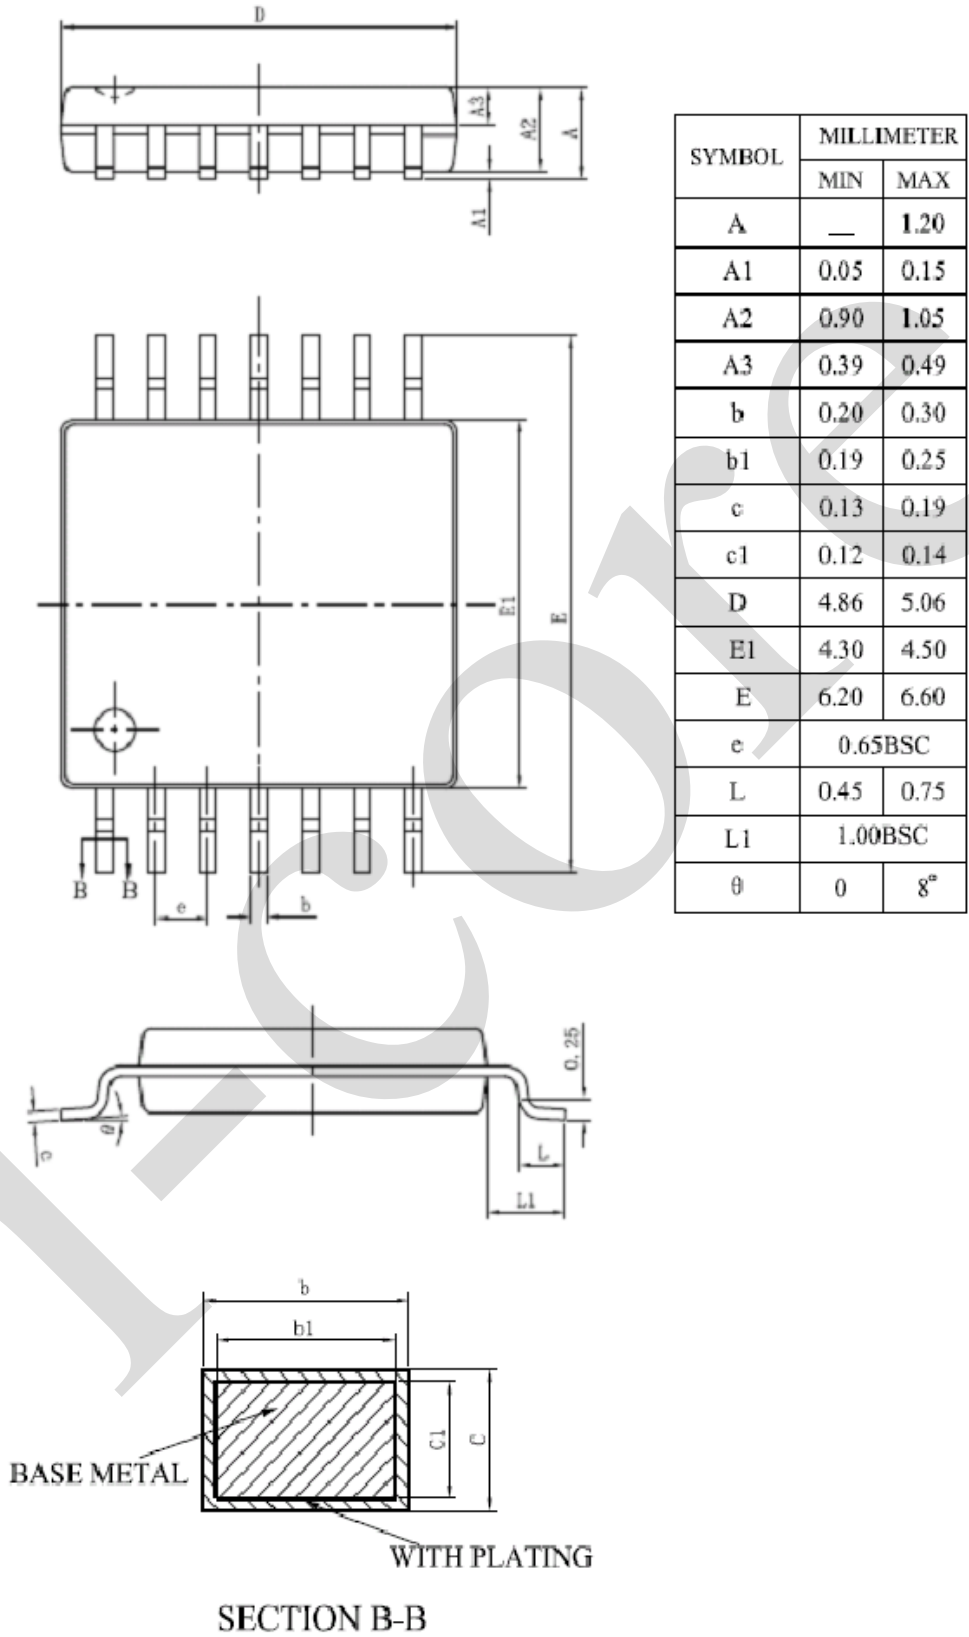 D
A3
A2
A
A1
E1
E
B
B
e
b
SYMBOL MILLIMETER
MIN MAX
A — 1.20
A1 0.05 0.15
A2 0.90 1.05
A3 0.39 0.49
b 0.20 0.30
b1 0.19 0.25
c 0.13 0.19
c1 0.12 0.14
D 4.86 5.06
E1 4.30 4.50
E 6.20 6.60
e 0.65BSC
L 0.45 0.75
L1 1.00BSC
θ 0 8°
0.25
c
θ
L
L1
b
b1
C1
C
BASE METAL
WITH PLATING
SECTION B-B
i-core